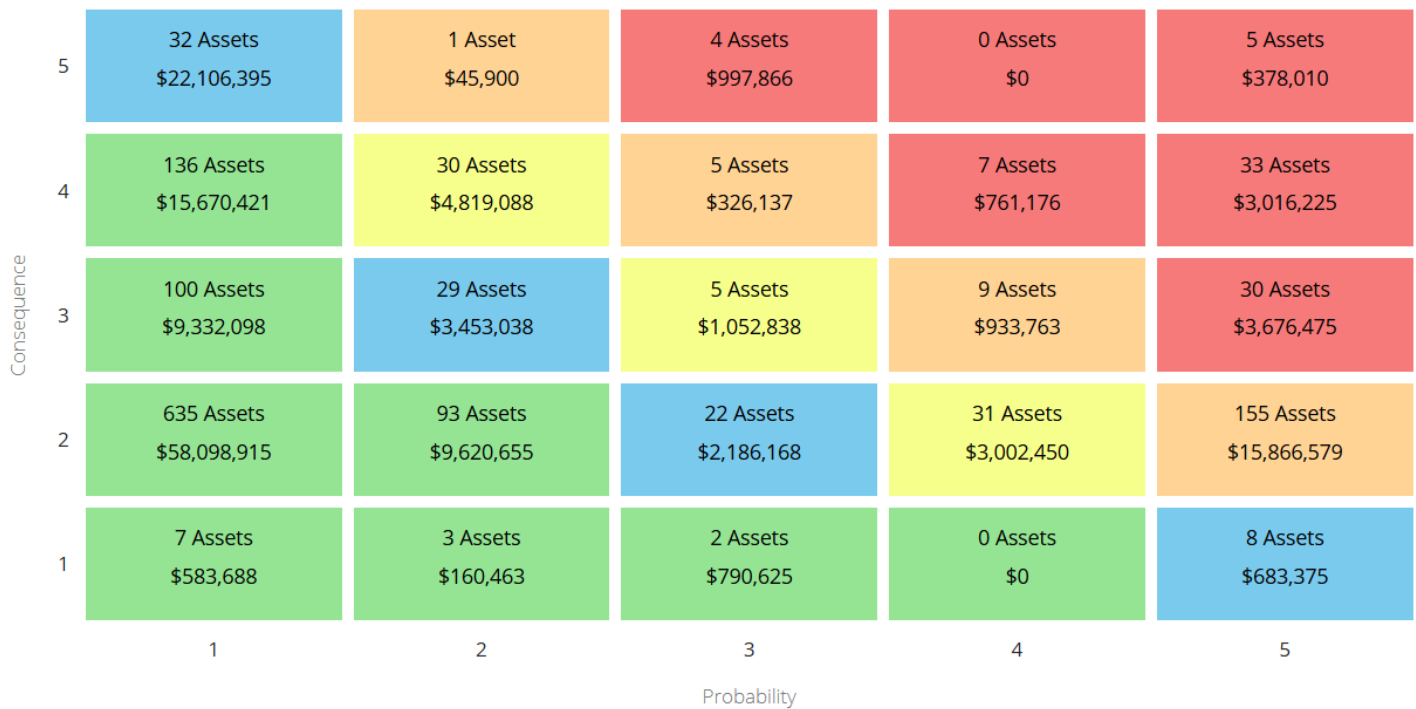 32 Assets
$22,106,395
1 Asset
$45,900
4 Assets
$997,866
0 Assets
$0
5 Assets
$378,010
5
136 Assets
$15,670,421
30 Assets
$4,819,088
5 Assets
$326,137
7 Assets
$761,176
33 Assets
$3,016,225
4
100 Assets
$9,332,098
29 Assets
$3,453,038
5 Assets
$1,052,838
9 Assets
$933,763
30 Assets
$3,676,475
3
Consequence
635 Assets
$58,098,915
93 Assets
$9,620,655
22 Assets
$2,186,168
31 Assets
$3,002,450
155 Assets
$15,866,579
2
7 Assets
$583,688
3 Assets
$160,463
2 Assets
$790,625
0 Assets
$0
8 Assets
$683,375
1
1
2
3
4
5
Probability